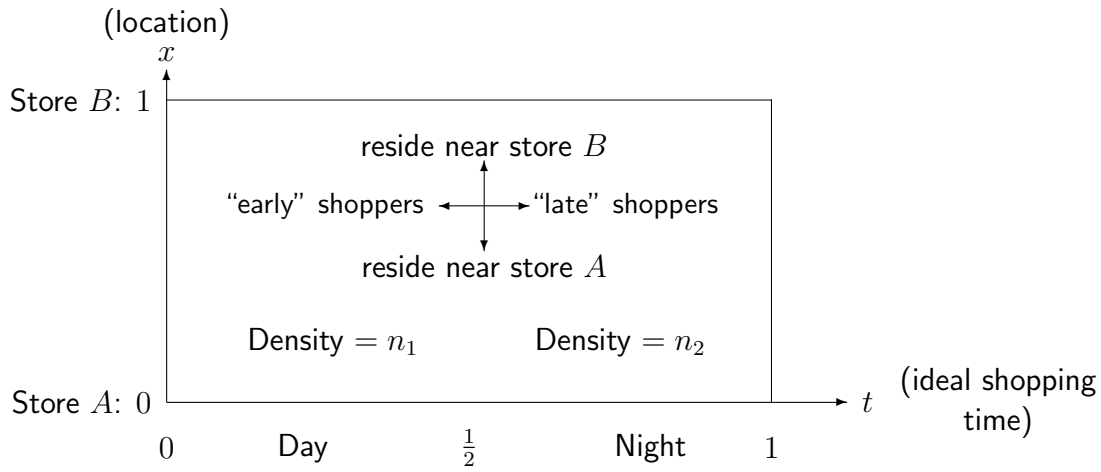 (location)
x
Store B: 1
reside near store B
“early” shoppers “late” shoppers
reside near store A
Density = n₁ Density = n₂
Store A: 0 t (ideal shopping
time)
0 Day ½ Night 1